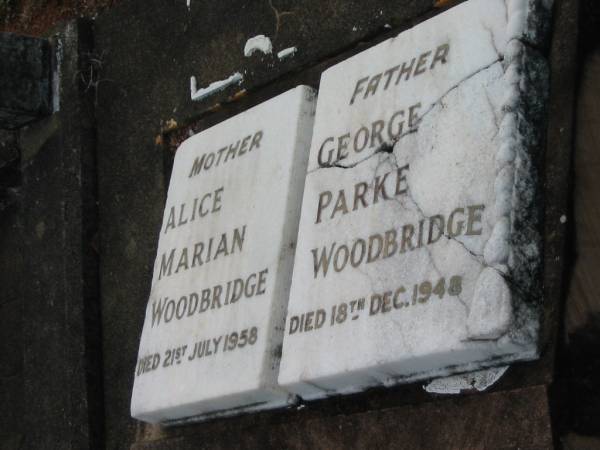 MOTHER
ALICE
MARIAN
WOODBRIDGE
DIED 21ST JULY 1958
FATHER
GEORGE
PARKE
WOODBRIDGE
DIED 18TH DEC. 1948